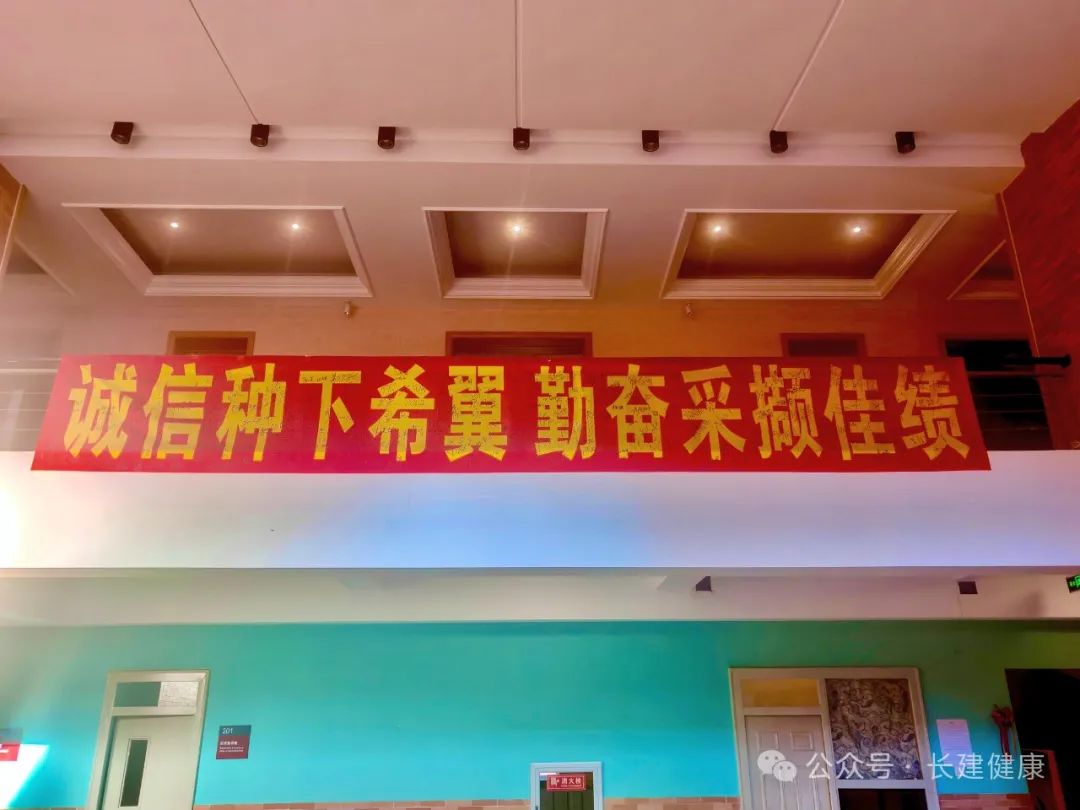 诚信种下希翼 勤奋采撷佳绩
201
消火栓
公众号·长建健康